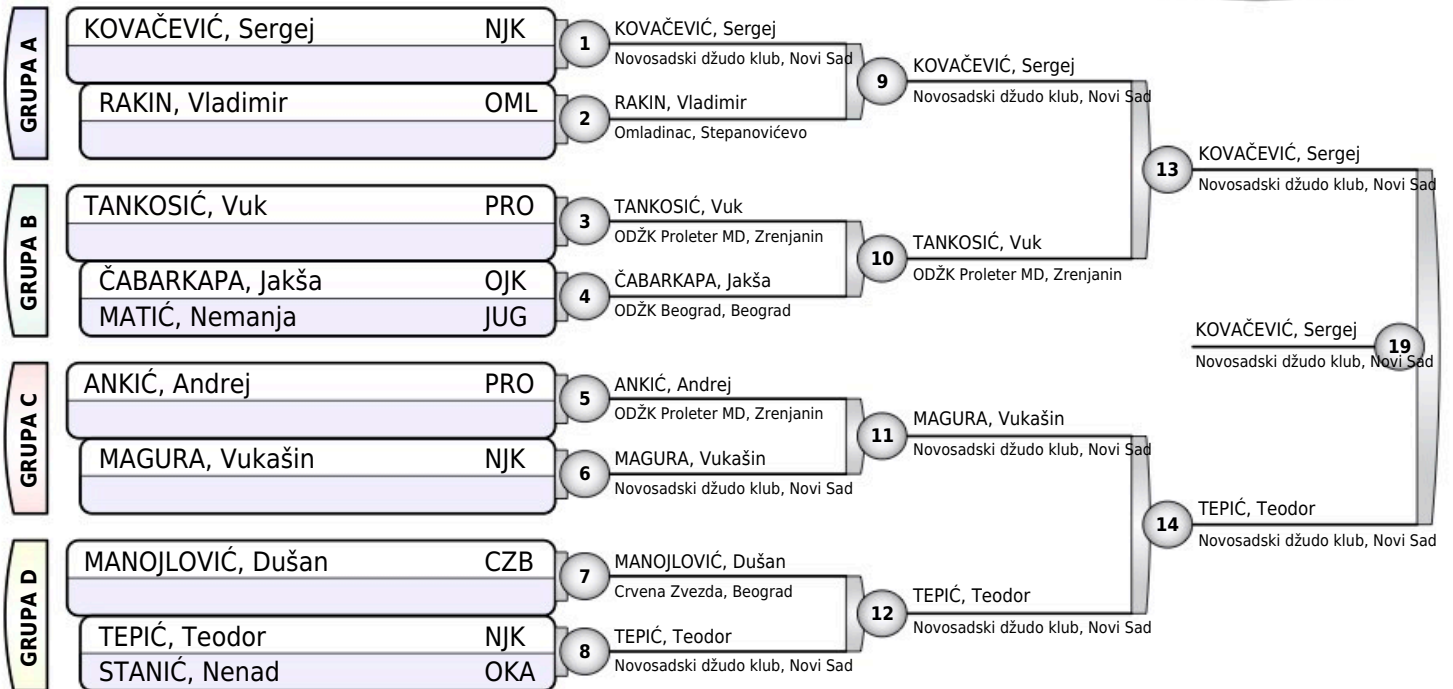 GRUPA A
KOVAČEVIĆ, Sergej NJK
RAKIN, Vladimir OML
GRUPA B
TANKOSIĆ, Vuk PRO
ČABARKAPA, Jakša OJK
MATIĆ, Nemanja JUG
GRUPA C
ANKIĆ, Andrej PRO
MAGURA, Vukašin NJK
GRUPA D
MANOJLOVIĆ, Dušan CZB
TEPIĆ, Teodor NJK
STANIĆ, Nenad OKA
1
KOVAČEVIĆ, Sergej
Novosadski džudo klub, Novi Sad
2
RAKIN, Vladimir
Omladinac, Stepanovićevo
3
TANKOSIĆ, Vuk
ODŽK Proleter MD, Zrenjanin
4
ČABARKAPA, Jakša
ODŽK Beograd, Beograd
5
ANKIĆ, Andrej
ODŽK Proleter MD, Zrenjanin
6
MAGURA, Vukašin
Novosadski džudo klub, Novi Sad
7
MANOJLOVIĆ, Dušan
Crvena Zvezda, Beograd
8
TEPIĆ, Teodor
Novosadski džudo klub, Novi Sad
9
KOVAČEVIĆ, Sergej
Novosadski džudo klub, Novi Sad
10
TANKOSIĆ, Vuk
ODŽK Proleter MD, Zrenjanin
11
MAGURA, Vukašin
Novosadski džudo klub, Novi Sad
12
TEPIĆ, Teodor
Novosadski džudo klub, Novi Sad
13
KOVAČEVIĆ, Sergej
Novosadski džudo klub, Novi Sad
14
TEPIĆ, Teodor
Novosadski džudo klub, Novi Sad
KOVAČEVIĆ, Sergej
19
Novosadski džudo klub, Novi Sad